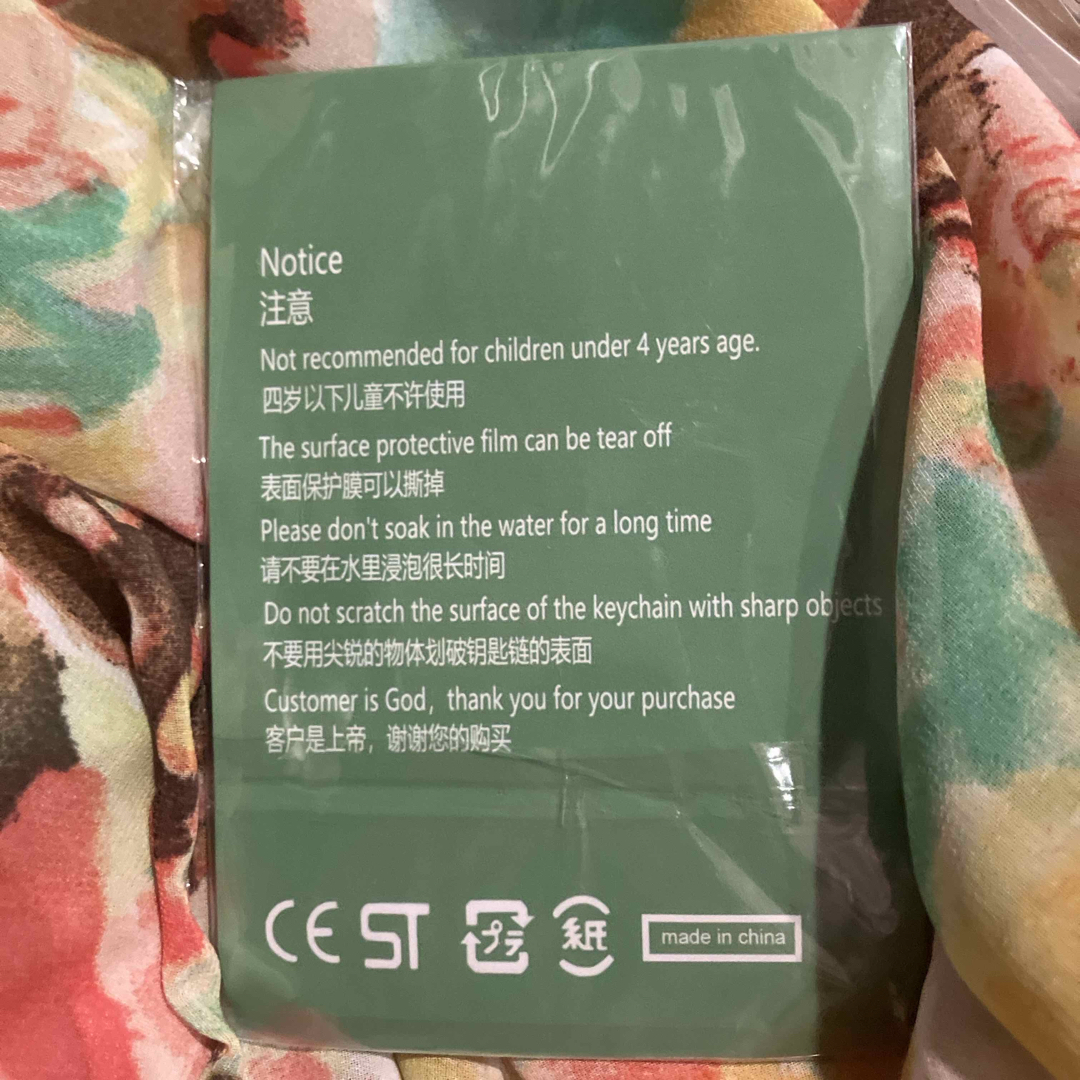 Notice
注意
Not recommended for children under 4 years age.
四岁以下儿童不许使用
The surface protective film can be tear off
表面保护膜可以撕掉
Please don't soak in the water for a long time
请不要在水里浸泡很长时间
Do not scratch the surface of the keychain with sharp objects
不要用尖锐的物体划破钥匙链的表面
Customer is God, thank you for your purchase
客户是上帝，谢谢您的购买
CE ST プラ 紙 made in china